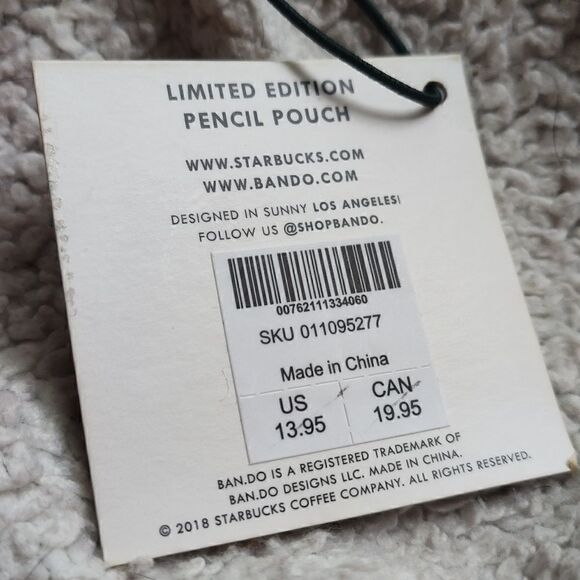 LIMITED EDITION
PENCIL POUCH
WWW.STARBUCKS.COM
WWW.BANDO.COM
DESIGNED IN SUNNY LOS ANGELES!
FOLLOW US @SHOPBANDO.
00762111334060
SKU 011095277
Made in China
US CAN
13.95 19.95
BAN.DO IS A REGISTERED TRADEMARK OF
BAN.DO DESIGNS LLC. MADE IN CHINA.
© 2018 STARBUCKS COFFEE COMPANY. ALL RIGHTS RESERVED.